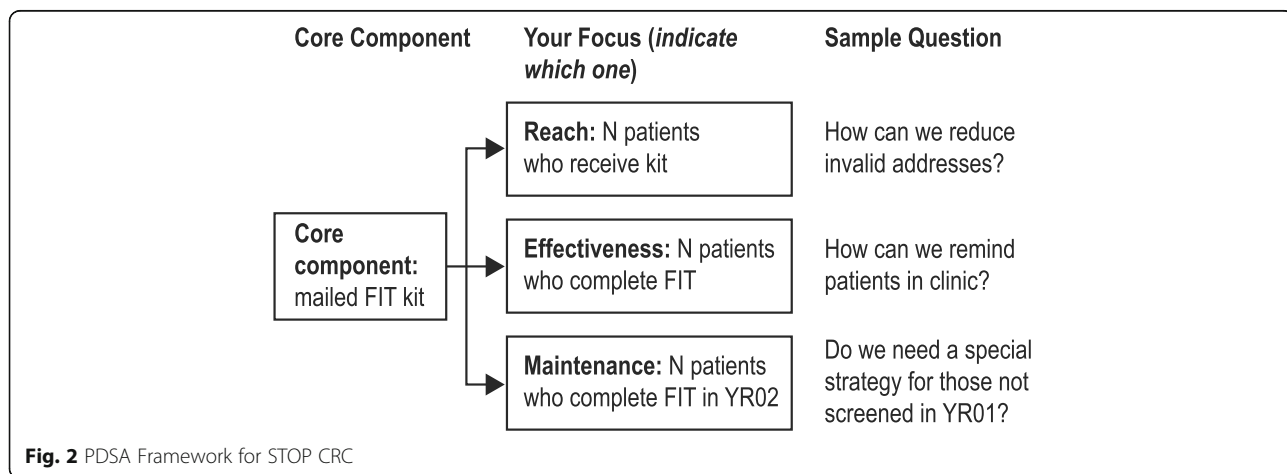 Core Component
Your Focus (indicate
which one)
Sample Question
Reach: N patients
who receive kit
How can we reduce
invalid addresses?
Core
component:
mailed FIT kit
Effectiveness: N patients
who complete FIT
How can we remind
patients in clinic?
Maintenance: N patients
who complete FIT in YR02
Do we need a special
strategy for those not
screened in YR01?
Fig. 2 PDSA Framework for STOP CRC